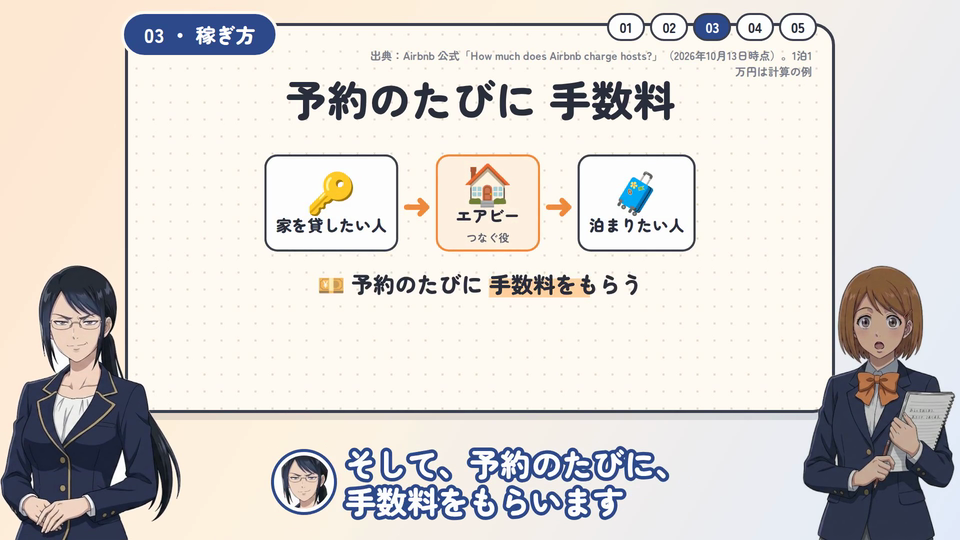 03 ・ 稼ぎ方
01 02 03 04 05
出典：Airbnb 公式「How much does Airbnb charge hosts?」（2026年10月13日時点）。1泊1
万円は計算の例
予約のたびに 手数料
家を貸したい人
エアビー
つなぐ役
泊まりたい人
予約のたびに 手数料をもらう
そして、予約のたびに、
手数料をもらいます